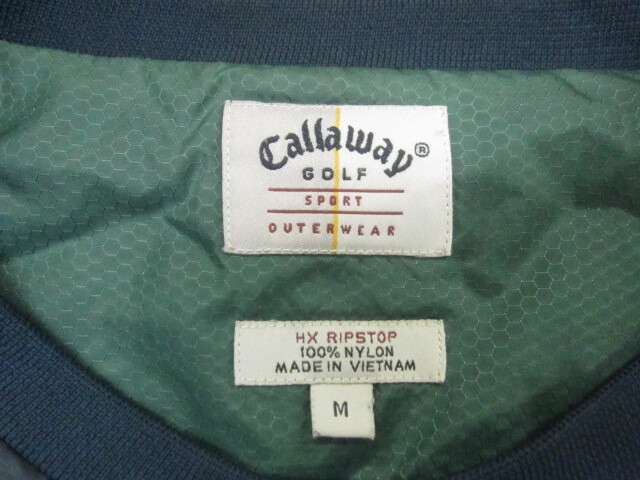 Callaway®
GOLF
SPORT
OUTERWEAR
HX RIPSTOP
100% NYLON
MADE IN VIETNAM
M